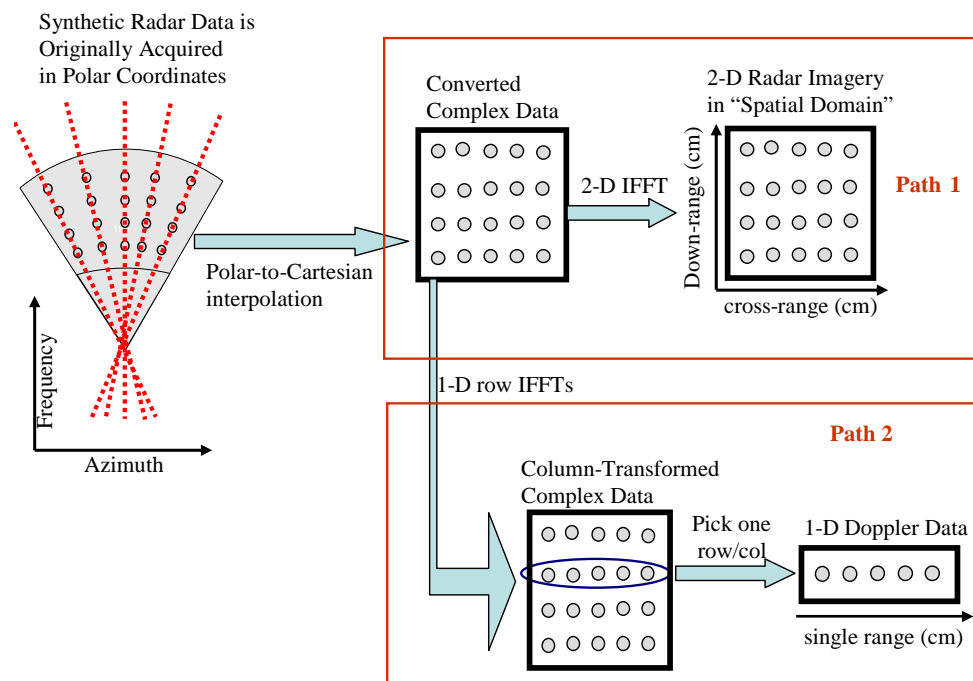 Synthetic Radar Data is
Originally Acquired
in Polar Coordinates
Frequency
Azimuth
Polar-to-Cartesian
interpolation
Converted
Complex Data
2-D IFFT
2-D Radar Imagery
in “Spatial Domain”
Down-range (cm)
cross-range (cm)
Path 1
1-D row IFFTs
Path 2
Column-Transformed
Complex Data
Pick one
row/col
1-D Doppler Data
single range (cm)